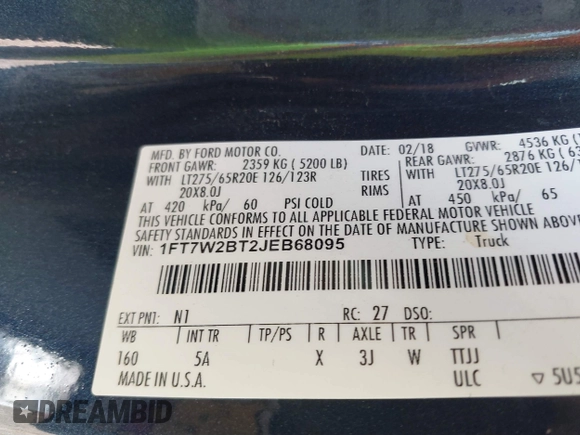 MFD. BY FORD MOTOR CO.
DATE: 02/18 GVWR: 4536 KG
FRONT GAWR: 2359 KG ( 5200 LB) REAR GAWR: 2876 KG ( 63
WITH LT275/65R20E 126/123R TIRES WITH LT275/65R20E 126/1
20X8.0J RIMS 20X8.0J
AT 420 kPa/ 60 PSI COLD AT 450 kPa/ 65
THIS VEHICLE CONFORMS TO ALL APPLICABLE FEDERAL MOTOR VEHICLE
SAFETY STANDARDS IN EFFECT ON THE DATE OF MANUFACTURE SHOWN ABOVE
VIN: 1FT7W2BT2JEB68095 TYPE: Truck
EXT PNT: N1 RC: 27 DSO:
WB INT TR TP/PS R AXLE TR SPR
160 5A X 3J W TTJJ
MADE IN U.S.A. ULC ▽ 5U5
DREAMBID